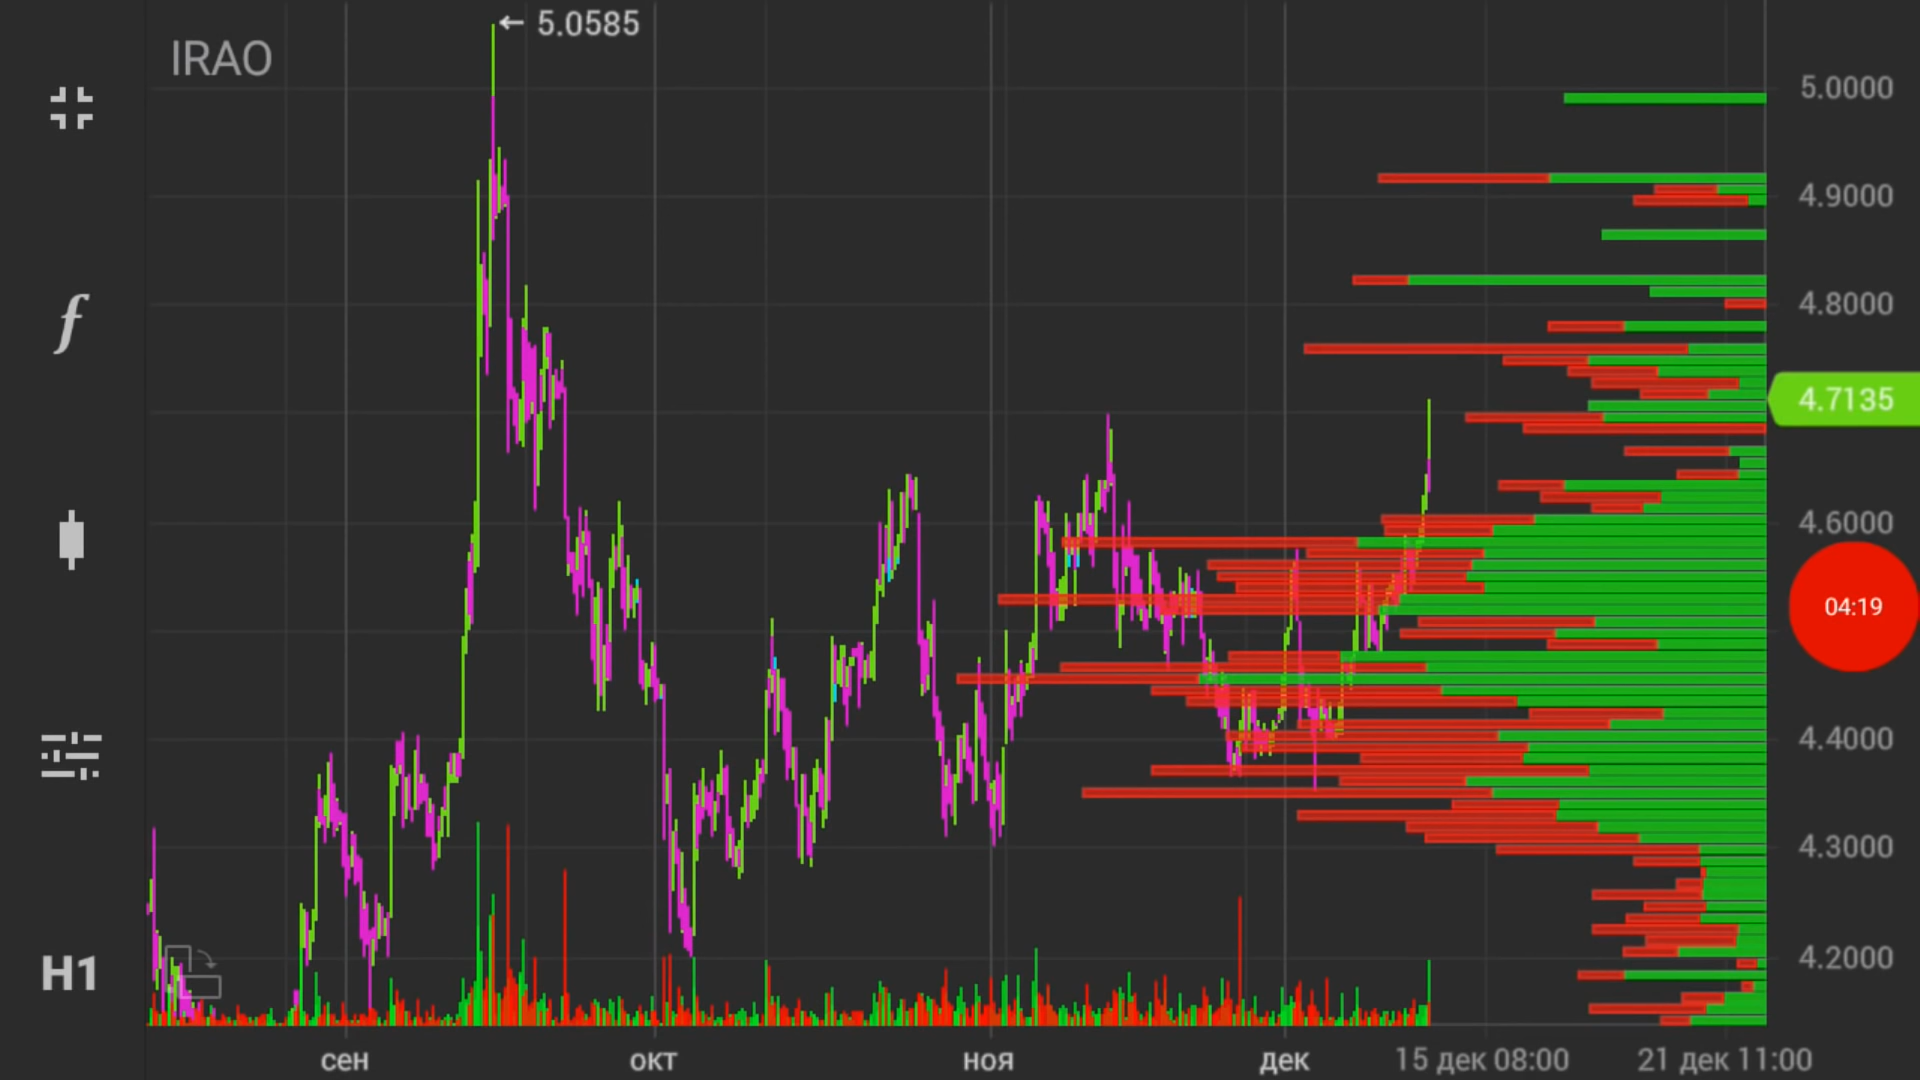 ← 5.0585
IRAO
5.0000
4.9000
4.8000
4.7135
4.6000
04:19
4.4000
4.3000
4.2000
f
H1
сен
окт
ноя
дек
15 дек 08:00
21 дек 11:00